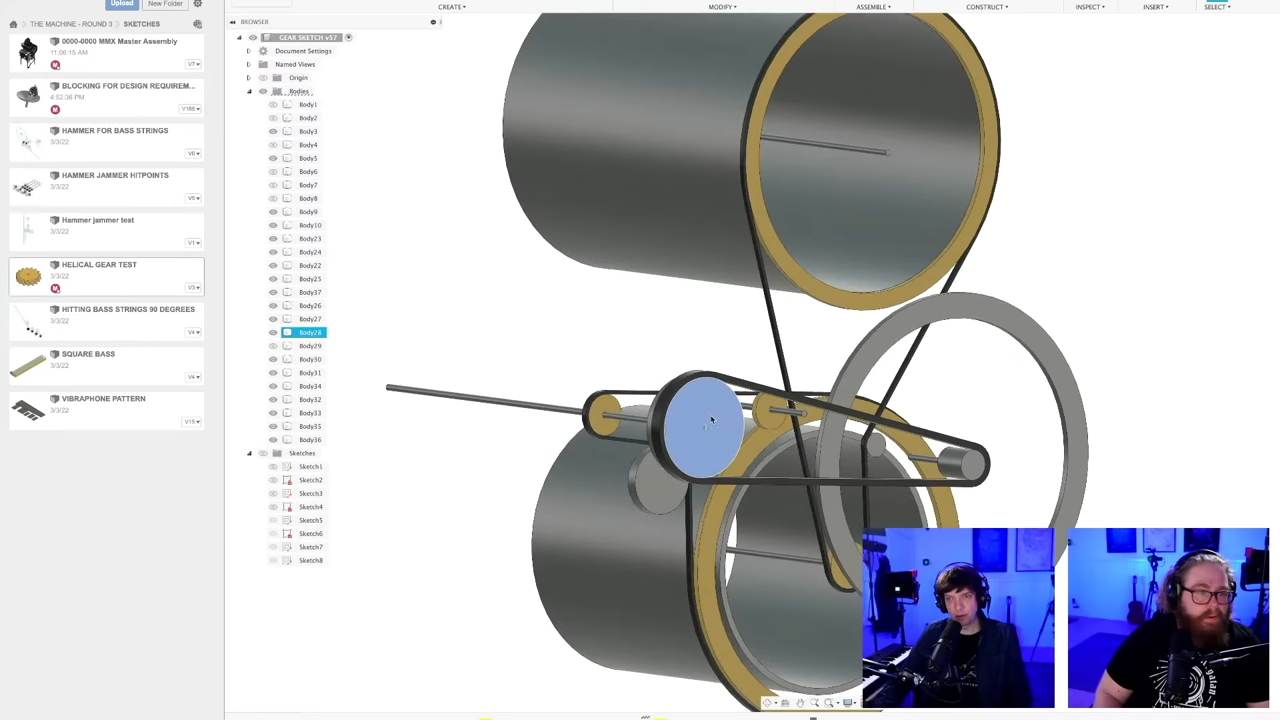 Upload
New Folder
THE MACHINE - ROUND 3 > SKETCHES
0000-0000 MMX Master Assembly
11:06:15 AM
V7
BLOCKING FOR DESIGN REQUIREM...
4:52:36 PM
HAMMER FOR BASS STRINGS
3/3/22
HAMMER JAMMER HITPOINTS
3/3/22
V5
Hammer jammer test
3/3/22
V1
HELICAL GEAR TEST
3/3/22
V3
HITTING BASS STRINGS 90 DEGREES
3/3/22
V4
SQUARE BASS
3/3/22
V4
VIBRAPHONE PATTERN
3/3/22
CREATE
MODIFY
ASSEMBLE
CONSTRUCT
INSPECT
INSERT
SELECT
BROWSER
GEAR SKETCH v57
Document Settings
Named Views
Origin
Bodies
Body1
Body2
Body3
Body4
Body5
Body6
Body7
Body8
Body9
Body10
Body23
Body24
Body22
Body25
Body37
Body26
Body27
Body28
Body29
Body30
Body31
Body34
Body32
Body33
Body35
Body36
Sketches
Sketch1
Sketch2
Sketch3
Sketch4
Sketch5
Sketch6
Sketch7
Sketch8